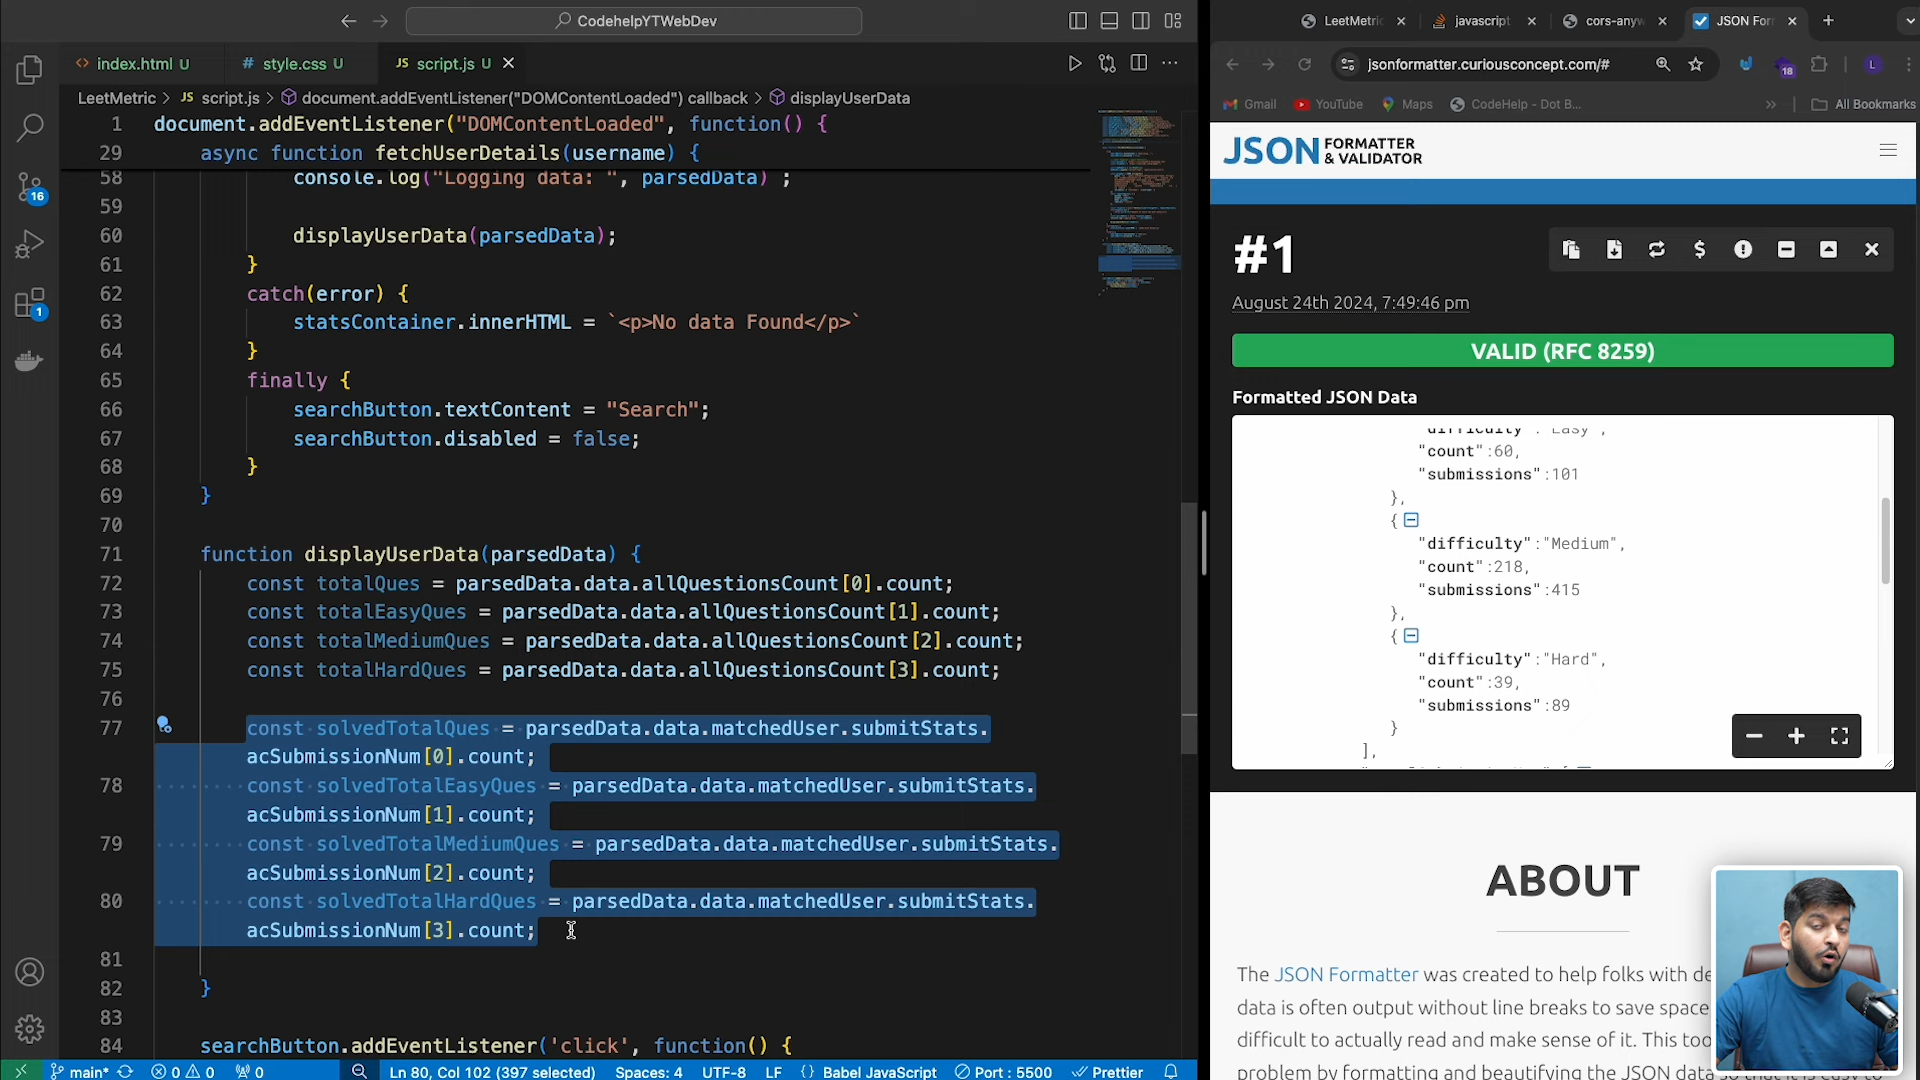 CodehelpYTWebDev
index.html U
# style.css U
JS script.js U
LeetMetric > JS script.js > document.addEventListener("DOMContentLoaded") callback > displayUserData
1 document.addEventListener("DOMContentLoaded", function() {
29 async function fetchUserDetails(username) {
58 console.log("Logging data: ", parsedData) ;
59
60 displayUserData(parsedData);
61 }
62 catch(error) {
63 statsContainer.innerHTML = `<p>No data Found</p>`
64 }
65 finally {
66 searchButton.textContent = "Search";
67 searchButton.disabled = false;
68 }
69 }
70
71 function displayUserData(parsedData) {
72 const totalQues = parsedData.data.allQuestionsCount[0].count;
73 const totalEasyQues = parsedData.data.allQuestionsCount[1].count;
74 const totalMediumQues = parsedData.data.allQuestionsCount[2].count;
75 const totalHardQues = parsedData.data.allQuestionsCount[3].count;
76
77 const solvedTotalQues = parsedData.data.matchedUser.submitStats.
acSubmissionNum[0].count;
78 const solvedTotalEasyQues = parsedData.data.matchedUser.submitStats.
acSubmissionNum[1].count;
79 const solvedTotalMediumQues = parsedData.data.matchedUser.submitStats.
acSubmissionNum[2].count;
80 const solvedTotalHardQues = parsedData.data.matchedUser.submitStats.
acSubmissionNum[3].count;
81
82 }
83
84 searchButton.addEventListener('click', function() {
16
1
main* 0 0 0 Ln 80, Col 102 (397 selected) Spaces: 4 UTF-8 LF {} Babel JavaScript Port : 5500 Prettier
LeetMetric
javascript
cors-anyw
JSON For
jsonformatter.curiousconcept.com/#
18
L
Gmail YouTube Maps CodeHelp - Dot B... » All Bookmarks
JSON FORMATTER
& VALIDATOR
#1
August 24th 2024, 7:49:46 pm
VALID (RFC 8259)
Formatted JSON Data
"difficulty":"Easy",
"count":60,
"submissions":101
},
{
"difficulty":"Medium",
"count":218,
"submissions":415
},
{
"difficulty":"Hard",
"count":39,
"submissions":89
}
],
ABOUT
The JSON Formatter was created to help folks with de
data is often output without line breaks to save space
difficult to actually read and make sense of it. This too
problem by formatting and beautifying the JSON data